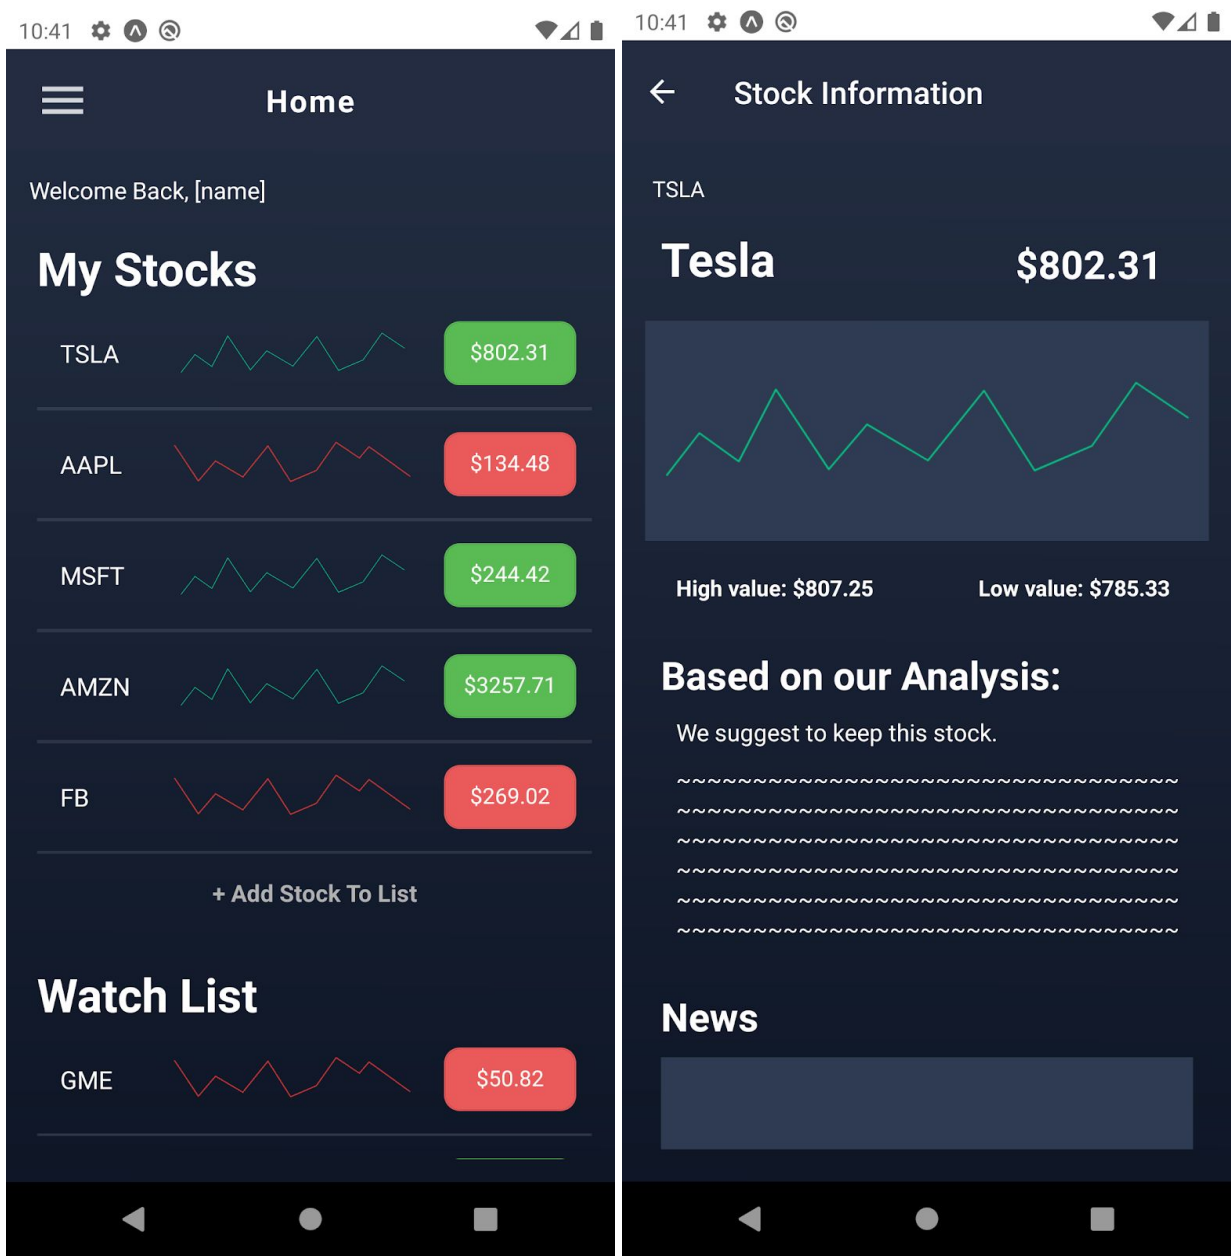 10:41
Home
Welcome Back, [name]
My Stocks
TSLA $802.31
AAPL $134.48
MSFT $244.42
AMZN $3257.71
FB $269.02
+ Add Stock To List
Watch List
GME $50.82
10:41
Stock Information
TSLA
Tesla $802.31
High value: $807.25 Low value: $785.33
Based on our Analysis:
We suggest to keep this stock.
~~~~~~~~~~~~~~~~~~~~~~~~~~~~~~~~~
~~~~~~~~~~~~~~~~~~~~~~~~~~~~~~~~~
~~~~~~~~~~~~~~~~~~~~~~~~~~~~~~~~~
~~~~~~~~~~~~~~~~~~~~~~~~~~~~~~~~~
~~~~~~~~~~~~~~~~~~~~~~~~~~~~~~~~~
~~~~~~~~~~~~~~~~~~~~~~~~~~~~~~~~~
News